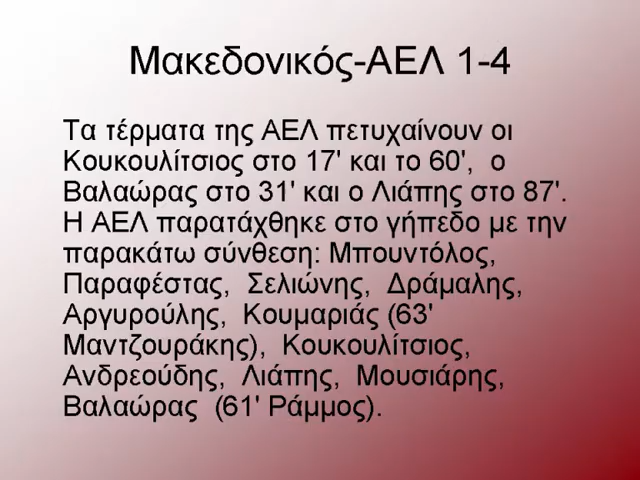 Μακεδονικός-ΑΕΛ 1-4
Τα τέρματα της ΑΕΛ πετυχαίνουν οι
Κουκουλίτσιος στο 17' και το 60',  ο
Βαλαώρας στο 31' και ο Λιάπης στο 87'.
Η ΑΕΛ παρατάχθηκε στο γήπεδο με την
παρακάτω σύνθεση: Μπουντόλος,
Παραφέστας,  Σελιώνης,  Δράμαλης,
Αργυρούλης,  Κουμαριάς (63'
Μαντζουράκης),  Κουκουλίτσιος,
Ανδρεούδης,  Λιάπης,  Μουσιάρης,
Βαλαώρας  (61' Ράμμος).